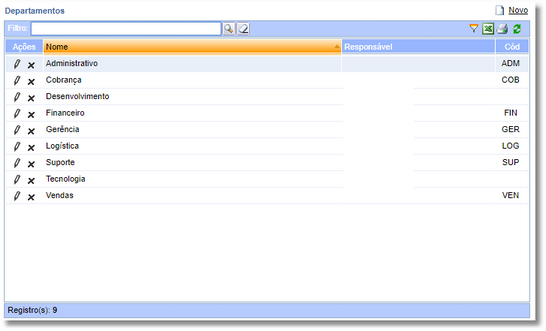 Departamentos Novo
Filtro:
Ações Nome Responsável Cód
Administrativo ADM
Cobrança COB
Desenvolvimento
Financeiro FIN
Gerência GER
Logística LOG
Suporte SUP
Tecnologia
Vendas VEN
Registro(s): 9